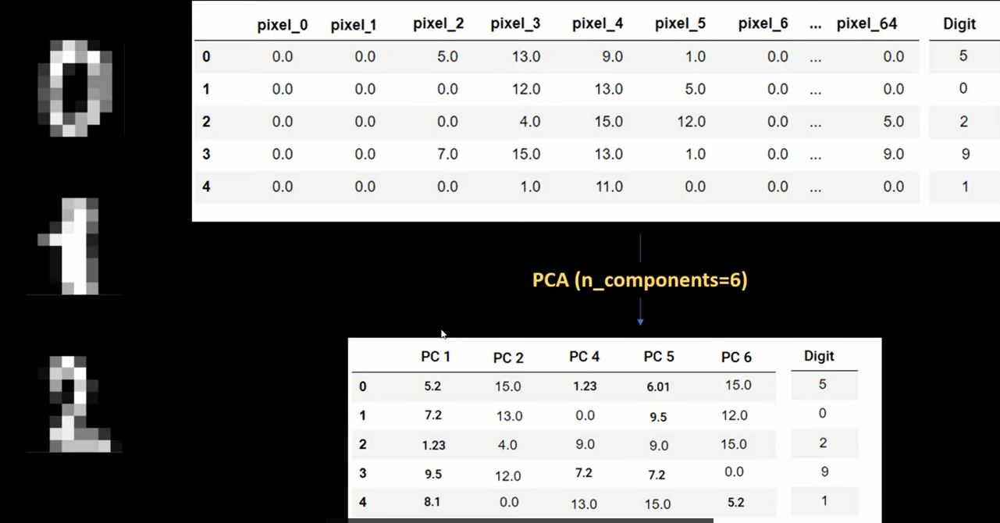 pixel_0 pixel_1 pixel_2 pixel_3 pixel_4 pixel_5 pixel_6 ... pixel_64 Digit
0 0.0 0.0 5.0 13.0 9.0 1.0 0.0 ... 0.0 5
1 0.0 0.0 0.0 12.0 13.0 5.0 0.0 ... 0.0 0
2 0.0 0.0 0.0 4.0 15.0 12.0 0.0 ... 5.0 2
3 0.0 0.0 7.0 15.0 13.0 1.0 0.0 ... 9.0 9
4 0.0 0.0 0.0 1.0 11.0 0.0 0.0 ... 0.0 1
PCA (n_components=6)
PC 1 PC 2 PC 4 PC 5 PC 6 Digit
0 5.2 15.0 1.23 6.01 15.0 5
1 7.2 13.0 0.0 9.5 12.0 0
2 1.23 4.0 9.0 9.0 15.0 2
3 9.5 12.0 7.2 7.2 0.0 9
4 8.1 0.0 13.0 15.0 5.2 1
0
1
2